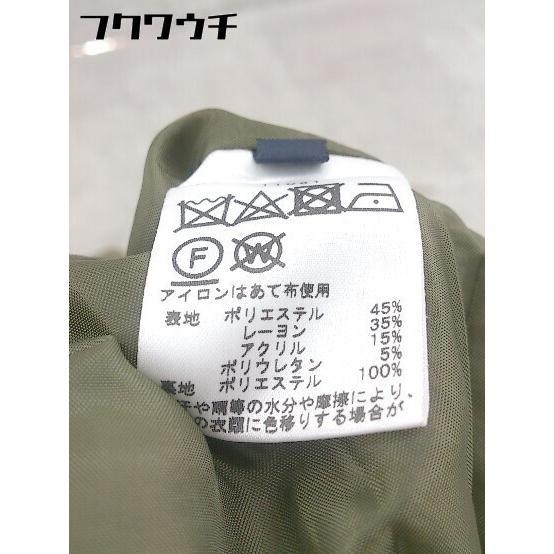 フクワウチ
F
W
アイロンはあて布使用
表地 ポリエステル 45%
レーヨン 35%
アクリル 15%
ポリウレタン 5%
裏地 ポリエステル 100%
や雨等の水分や摩擦により、
の衣類に色移りする場合が、